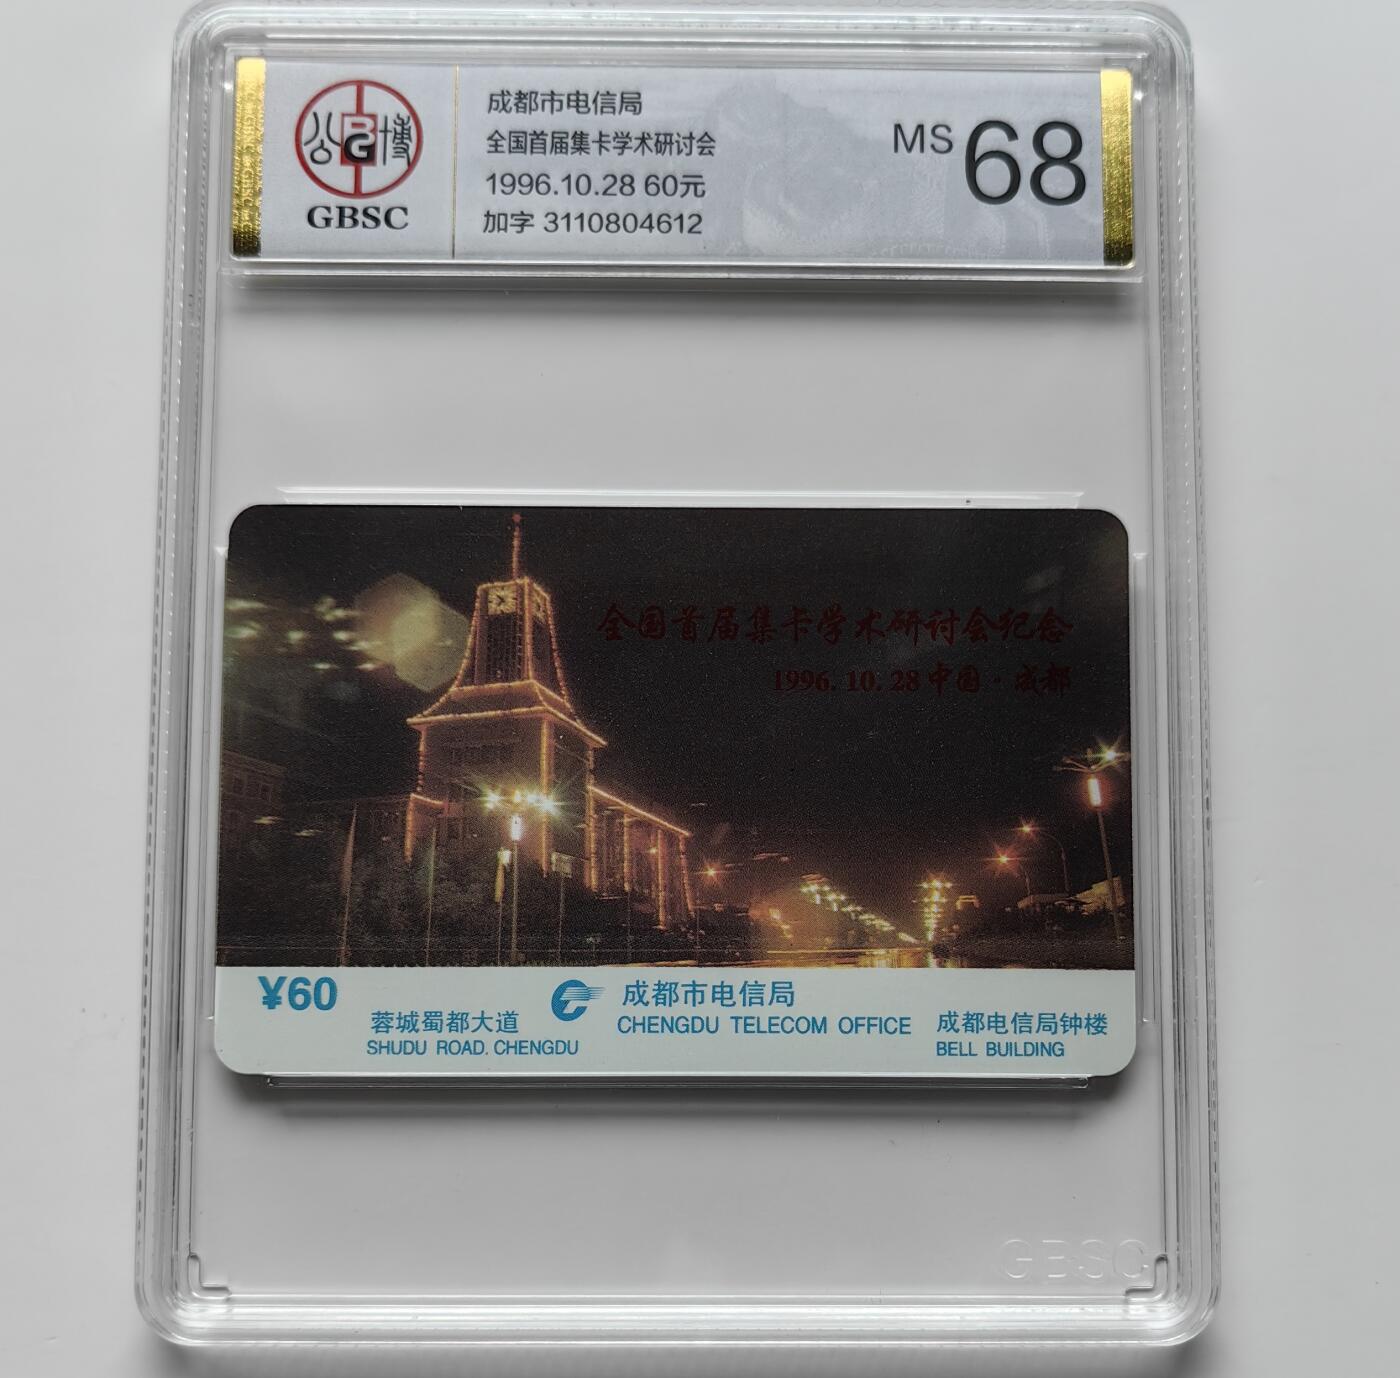 公博
BG
GBSC
成都市电信局
全国首届集卡学术研讨会
1996.10.28 60元
加字 3110804612
MS 68
全国首届集卡学术研讨会纪念
1996.10.28 中国·成都
¥60
蓉城蜀都大道
SHUDU ROAD. CHENGDU
成都市电信局
CHENGDU TELECOM OFFICE
成都电信局钟楼
BELL BUILDING
GBSC